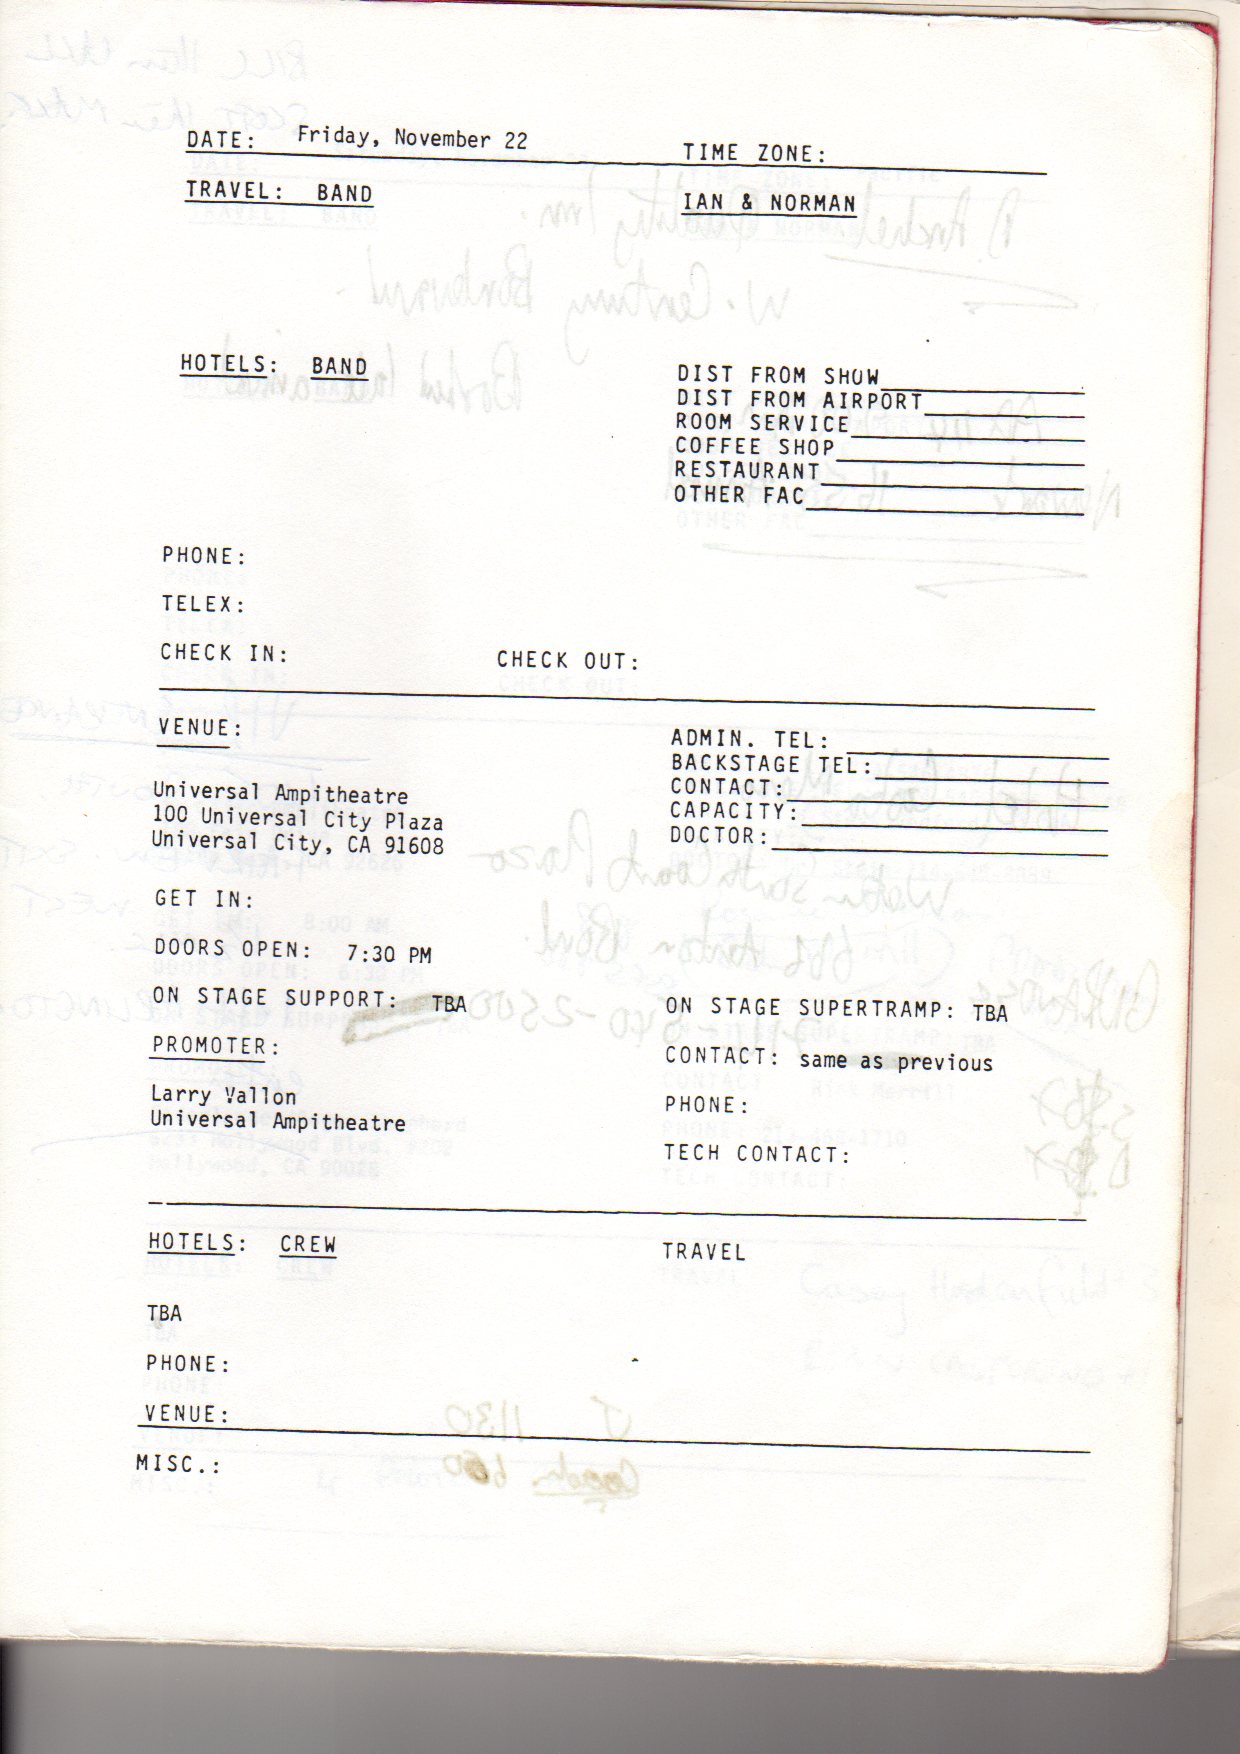 DATE: Friday, November 22 TIME ZONE:
TRAVEL: BAND IAN & NORMAN
HOTELS: BAND
DIST FROM SHOW
DIST FROM AIRPORT
ROOM SERVICE
COFFEE SHOP
RESTAURANT
OTHER FAC
PHONE:
TELEX:
CHECK IN: CHECK OUT:
VENUE:
Universal Ampitheatre
100 Universal City Plaza
Universal City, CA 91608
ADMIN. TEL:
BACKSTAGE TEL:
CONTACT:
CAPACITY:
DOCTOR:
GET IN:
DOORS OPEN: 7:30 PM
ON STAGE SUPPORT: TBA ON STAGE SUPERTRAMP: TBA
PROMOTER:
Larry Vallon
Universal Ampitheatre
CONTACT: same as previous
PHONE:
TECH CONTACT:
HOTELS: CREW TRAVEL
TBA
PHONE:
VENUE:
MISC.: